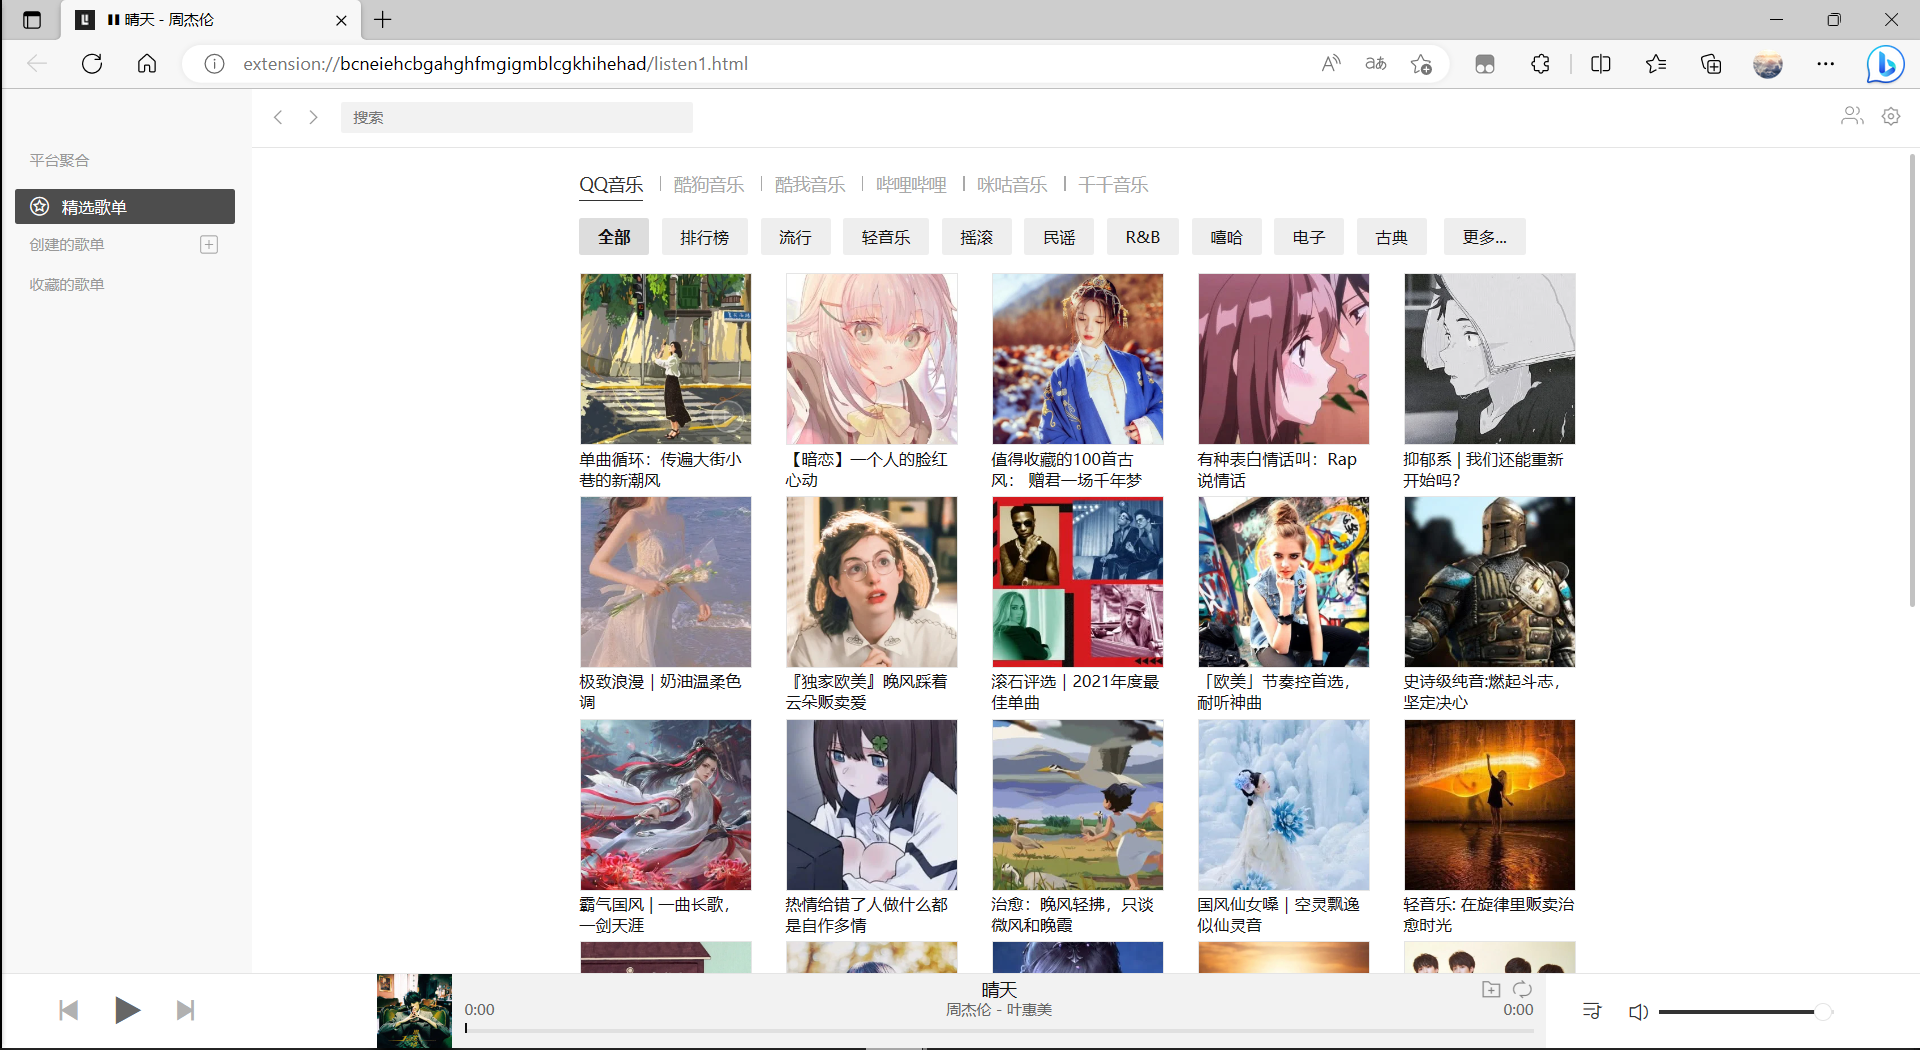 晴天 - 周杰伦
extension://bcneiehcbgahghfmgigmblcgkhihehad/listen1.html
搜索
平台聚合
精选歌单
创建的歌单
收藏的歌单
QQ音乐 酷狗音乐 酷我音乐 哔哩哔哩 咪咕音乐 千千音乐
全部 排行榜 流行 轻音乐 摇滚 民谣 R&B 嘻哈 电子 古典 更多...
单曲循环：传遍大街小
巷的新潮风
【暗恋】一个人的脸红
心动
值得收藏的100首古
风： 赠君一场千年梦
有种表白情话叫：Rap
说情话
抑郁系 | 我们还能重新
开始吗?
极致浪漫 | 奶油温柔色
调
『独家欧美』晚风踩着
云朵贩卖爱
滚石评选 | 2021年度最
佳单曲
「欧美」节奏控首选，
耐听神曲
史诗级纯音:燃起斗志，
坚定决心
霸气国风 | 一曲长歌，
一剑天涯
热情给错了人做什么都
是自作多情
治愈：晚风轻拂，只谈
微风和晚霞
国风仙女嗓 | 空灵飘逸
似仙灵音
轻音乐: 在旋律里贩卖治
愈时光
晴天
0:00 周杰伦 - 叶惠美 0:00